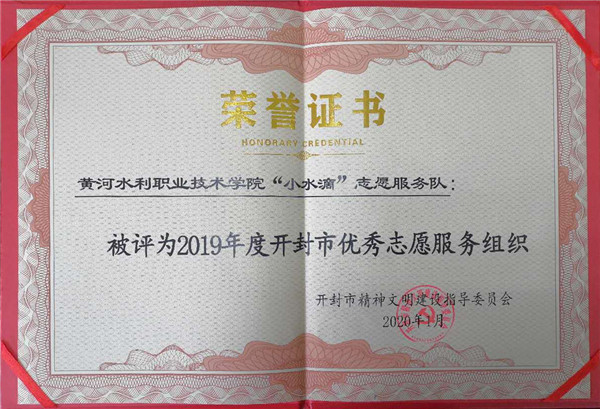 荣誉证书
HONORARY CREDENTIAL
黄河水利职业技术学院“小水滴”志愿服务队：
被评为2019年度开封市优秀志愿服务组织
开封市精神文明建设指导委员会
2020年1月